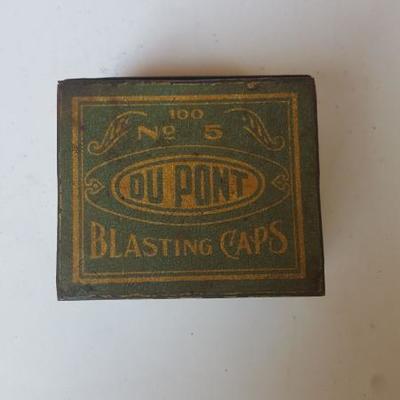 100
No 5
DU PONT
BLASTING CAPS